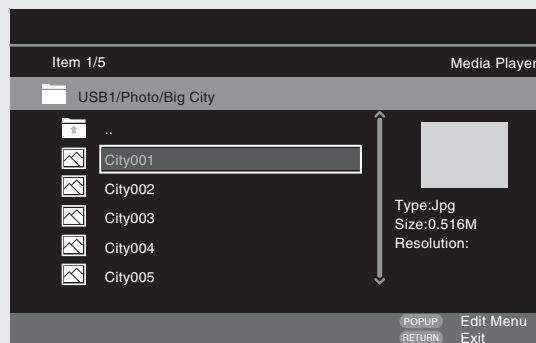 Item 1/5
Media Player
USB1/Photo/Big City
..
City001
City002
City003
City004
City005
Type:Jpg
Size:0.516M
Resolution:
POPUP Edit Menu
RETURN Exit